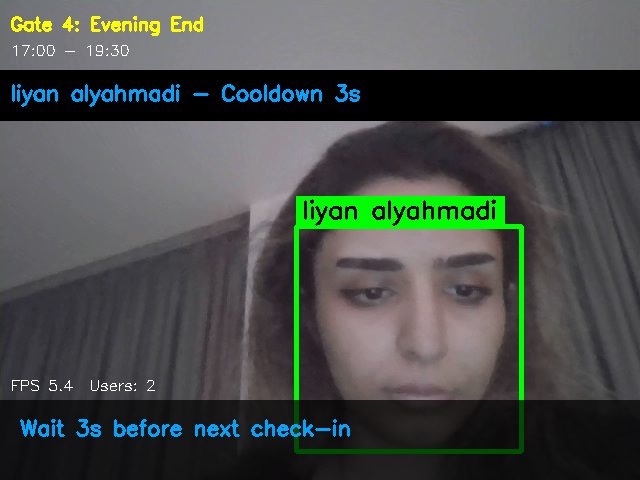 Gate 4: Evening End
17:00 – 19:30
liyan alyahmadi – Cooldown 3s
liyan alyahmadi
FPS 5.4 Users: 2
Wait 3s before next check-in